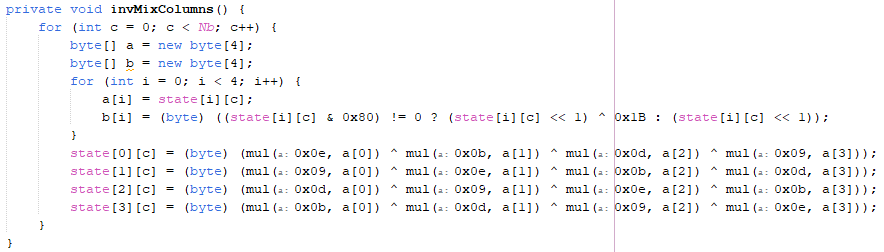 private void invMixColumns() {
    for (int c = 0; c < Nb; c++) {
        byte[] a = new byte[4];
        byte[] b = new byte[4];
        for (int i = 0; i < 4; i++) {
            a[i] = state[i][c];
            b[i] = (byte) ((state[i][c] & 0x80) != 0 ? (state[i][c] << 1) ^ 0x1B : (state[i][c] << 1));
        }
        state[0][c] = (byte) (mul( a: 0x0e, a[0]) ^ mul( a: 0x0b, a[1]) ^ mul( a: 0x0d, a[2]) ^ mul( a: 0x09, a[3]));
        state[1][c] = (byte) (mul( a: 0x09, a[0]) ^ mul( a: 0x0e, a[1]) ^ mul( a: 0x0b, a[2]) ^ mul( a: 0x0d, a[3]));
        state[2][c] = (byte) (mul( a: 0x0d, a[0]) ^ mul( a: 0x09, a[1]) ^ mul( a: 0x0e, a[2]) ^ mul( a: 0x0b, a[3]));
        state[3][c] = (byte) (mul( a: 0x0b, a[0]) ^ mul( a: 0x0d, a[1]) ^ mul( a: 0x09, a[2]) ^ mul( a: 0x0e, a[3]));
    }
}